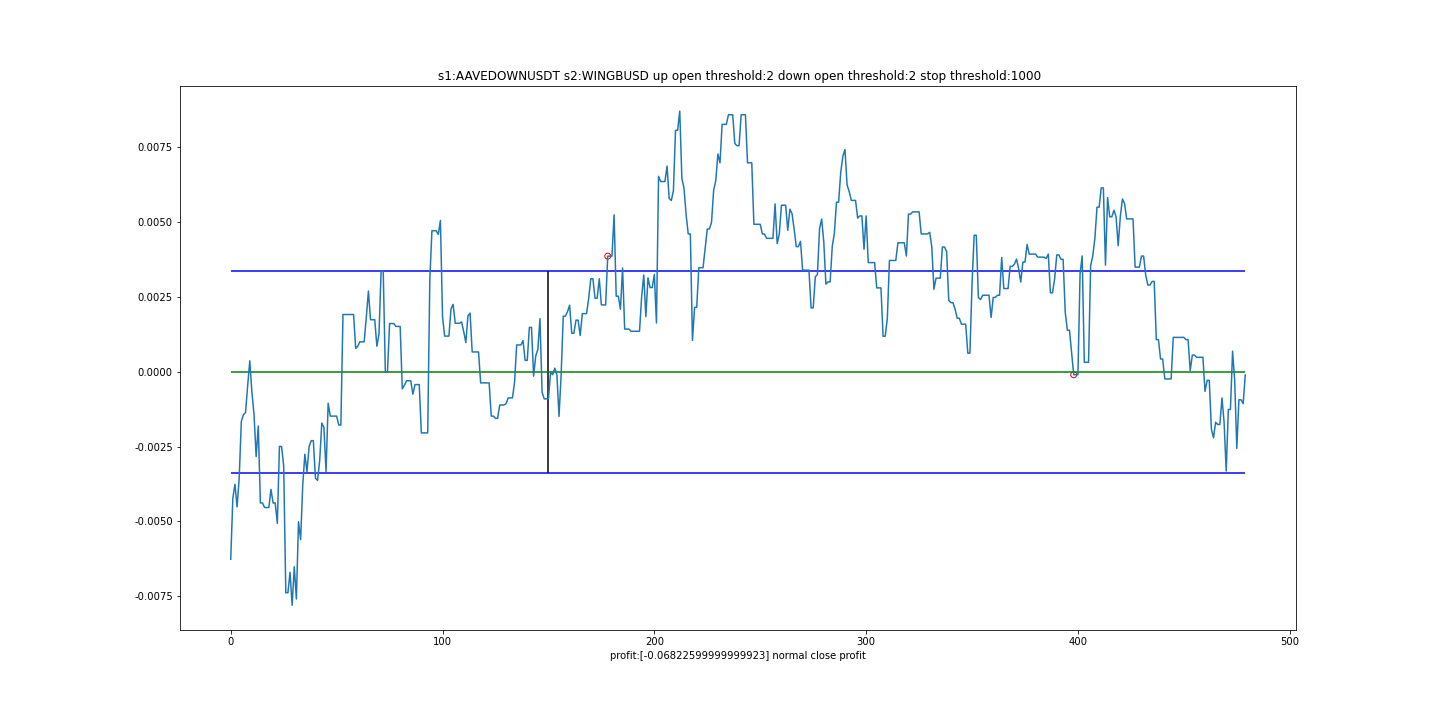 s1:AAVEDOWNUSDT s2:WINGBUSD up open threshold:2 down open threshold:2 stop threshold:1000
0.0075
0.0050
0.0025
0.0000
-0.0025
-0.0050
-0.0075
0 100 200 300 400 500
profit:[-0.06822599999999923] normal close profit